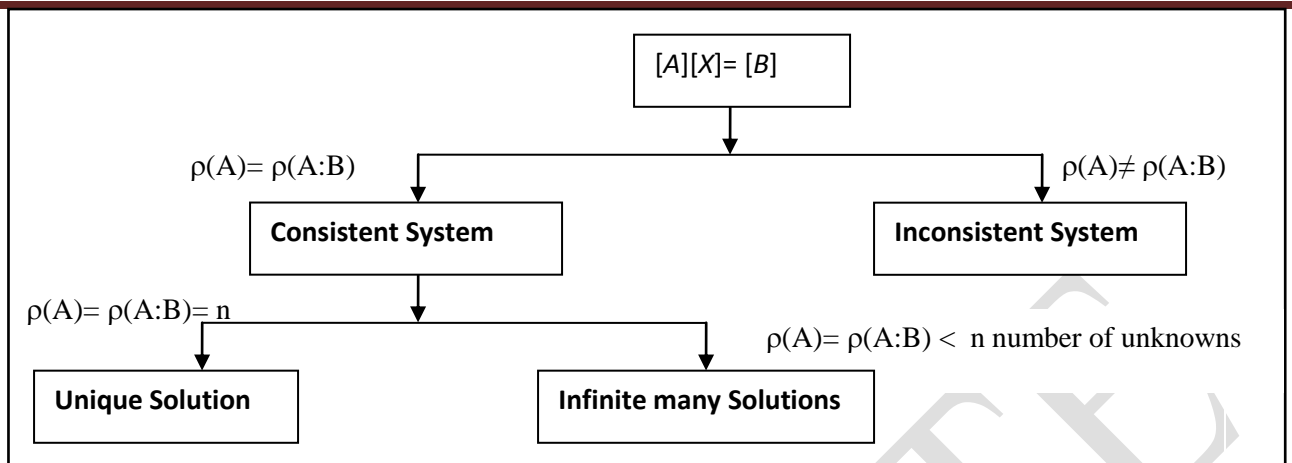 [A][X]= [B]
ρ(A)= ρ(A:B)
ρ(A)≠ ρ(A:B)
Consistent System
Inconsistent System
ρ(A)= ρ(A:B)= n
ρ(A)= ρ(A:B) < n number of unknowns
Unique Solution
Infinite many Solutions